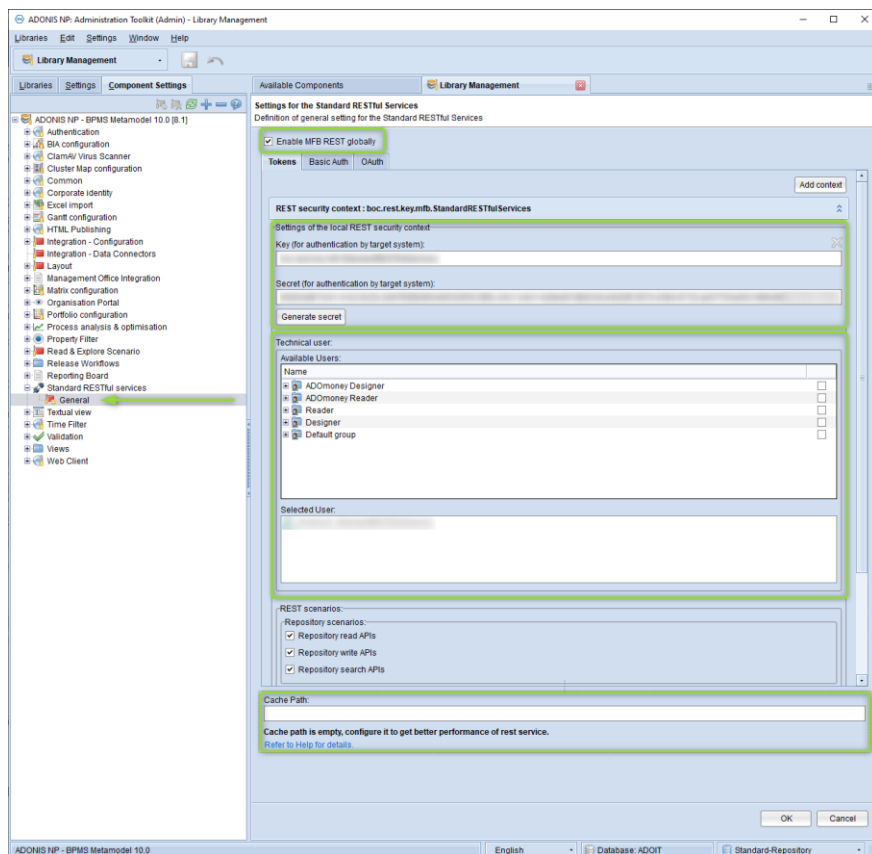 ADONIS NP: Administration Toolkit (Admin) - Library Management
Libraries Edit Settings Window Help
Library Management
Libraries Settings Component Settings
Available Components Library Management
ADONIS NP - BPMS Metamodel 10.0 [8.1]
Authentication
BIA configuration
ClamAV Virus Scanner
Cluster Map configuration
Common
Corporate identity
Excel import
Gantt configuration
HTML Publishing
Integration - Configuration
Integration - Data Connectors
Layout
Management Office Integration
Matrix configuration
Organisation Portal
Portfolio configuration
Process analysis & optimisation
Property Filter
Read & Explore Scenario
Release Workflows
Reporting Board
Standard RESTful services
General
Textual view
Time Filter
Validation
Views
Web Client
Settings for the Standard RESTful Services
Definition of general setting for the Standard RESTful Services
Enable MFB REST globally
Tokens Basic Auth OAuth
Add context
REST security context : boc.rest.key.mfb.StandardRESTfulServices
Settings of the local REST security context
Key (for authentication by target system):
Secret (for authentication by target system):
Generate secret
Technical user:
Available Users:
Name
ADOmoney Designer
ADOmoney Reader
Reader
Designer
Default group
Selected User:
REST scenarios:
Repository scenarios:
Repository read APIs
Repository write APIs
Repository search APIs
Cache Path:
Cache path is empty, configure it to get better performance of rest service.
Refer to Help for details.
OK Cancel
ADONIS NP - BPMS Metamodel 10.0 English Database: ADOIT Standard-Repository